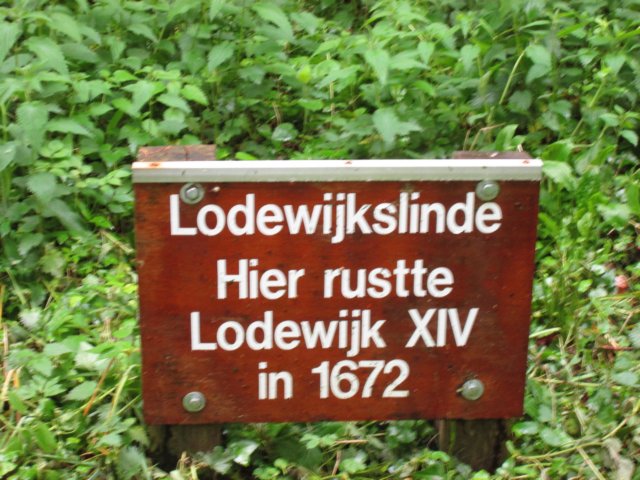 Lodewijkslinde
Hier rustte
Lodewijk XIV
in 1672